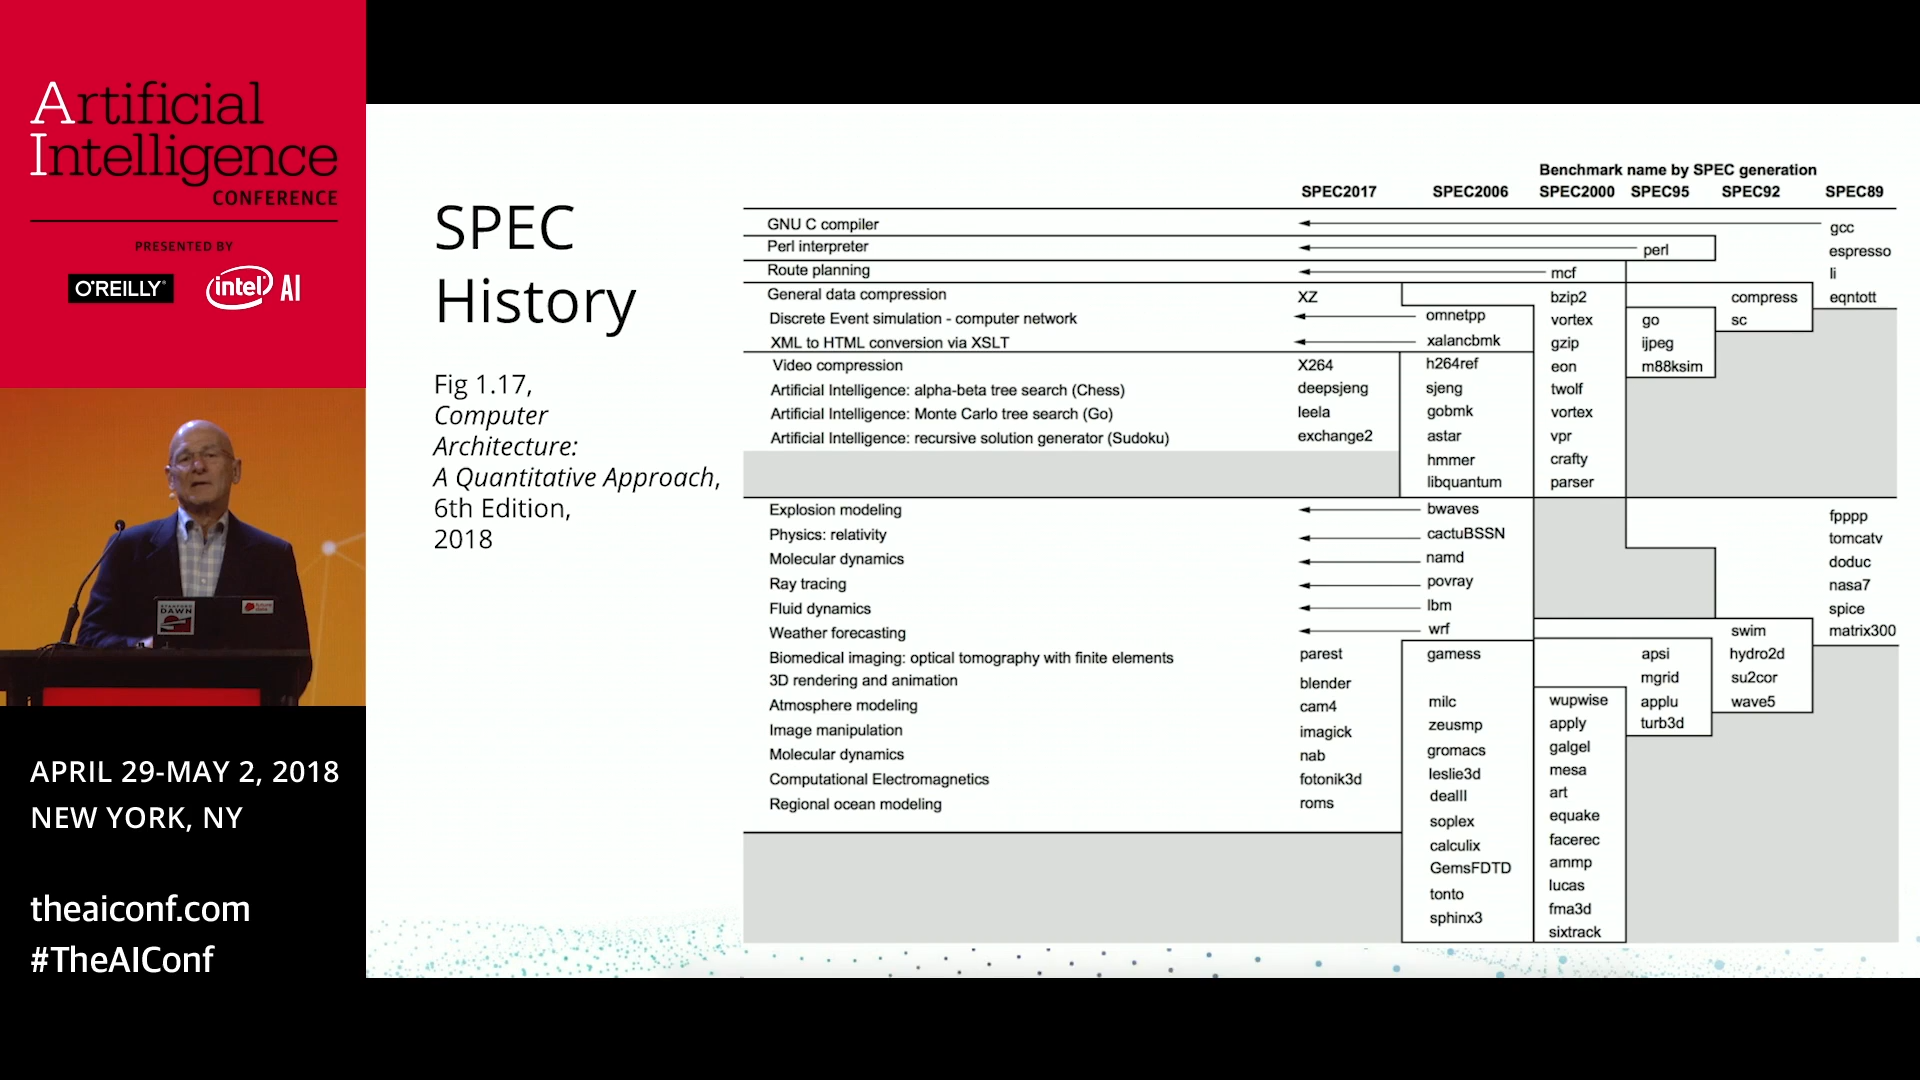 Artificial
Intelligence
CONFERENCE
PRESENTED BY
O'REILLY
intel AI
STANFORD
DAWN
APRIL 29-MAY 2, 2018
NEW YORK, NY
theaiconf.com
#TheAIConf
SPEC
History
Fig 1.17,
Computer
Architecture:
A Quantitative Approach,
6th Edition,
2018
Benchmark name by SPEC generation
SPEC2017 SPEC2006 SPEC2000 SPEC95 SPEC92 SPEC89
GNU C compiler gcc
Perl interpreter perl espresso
Route planning mcf li
General data compression XZ bzip2 compress eqntott
Discrete Event simulation - computer network omnetpp vortex go sc
XML to HTML conversion via XSLT xalancbmk gzip ijpeg
Video compression X264 h264ref eon m88ksim
Artificial Intelligence: alpha-beta tree search (Chess) deepsjeng sjeng twolf
Artificial Intelligence: Monte Carlo tree search (Go) leela gobmk vortex
Artificial Intelligence: recursive solution generator (Sudoku) exchange2 astar vpr
hmmer crafty
libquantum parser
Explosion modeling bwaves fpppp
Physics: relativity cactuBSSN tomcatv
Molecular dynamics namd doduc
Ray tracing povray nasa7
Fluid dynamics lbm spice
Weather forecasting wrf swim matrix300
Biomedical imaging: optical tomography with finite elements parest gamess apsi hydro2d
3D rendering and animation blender mgrid su2cor
Atmosphere modeling cam4 milc wupwise applu wave5
Image manipulation imagick zeusmp apply turb3d
Molecular dynamics nab gromacs galgel
Computational Electromagnetics fotonik3d leslie3d mesa
Regional ocean modeling roms dealII art
soplex equake
calculix facerec
GemsFDTD ammp
tonto lucas
sphinx3 fma3d
sixtrack